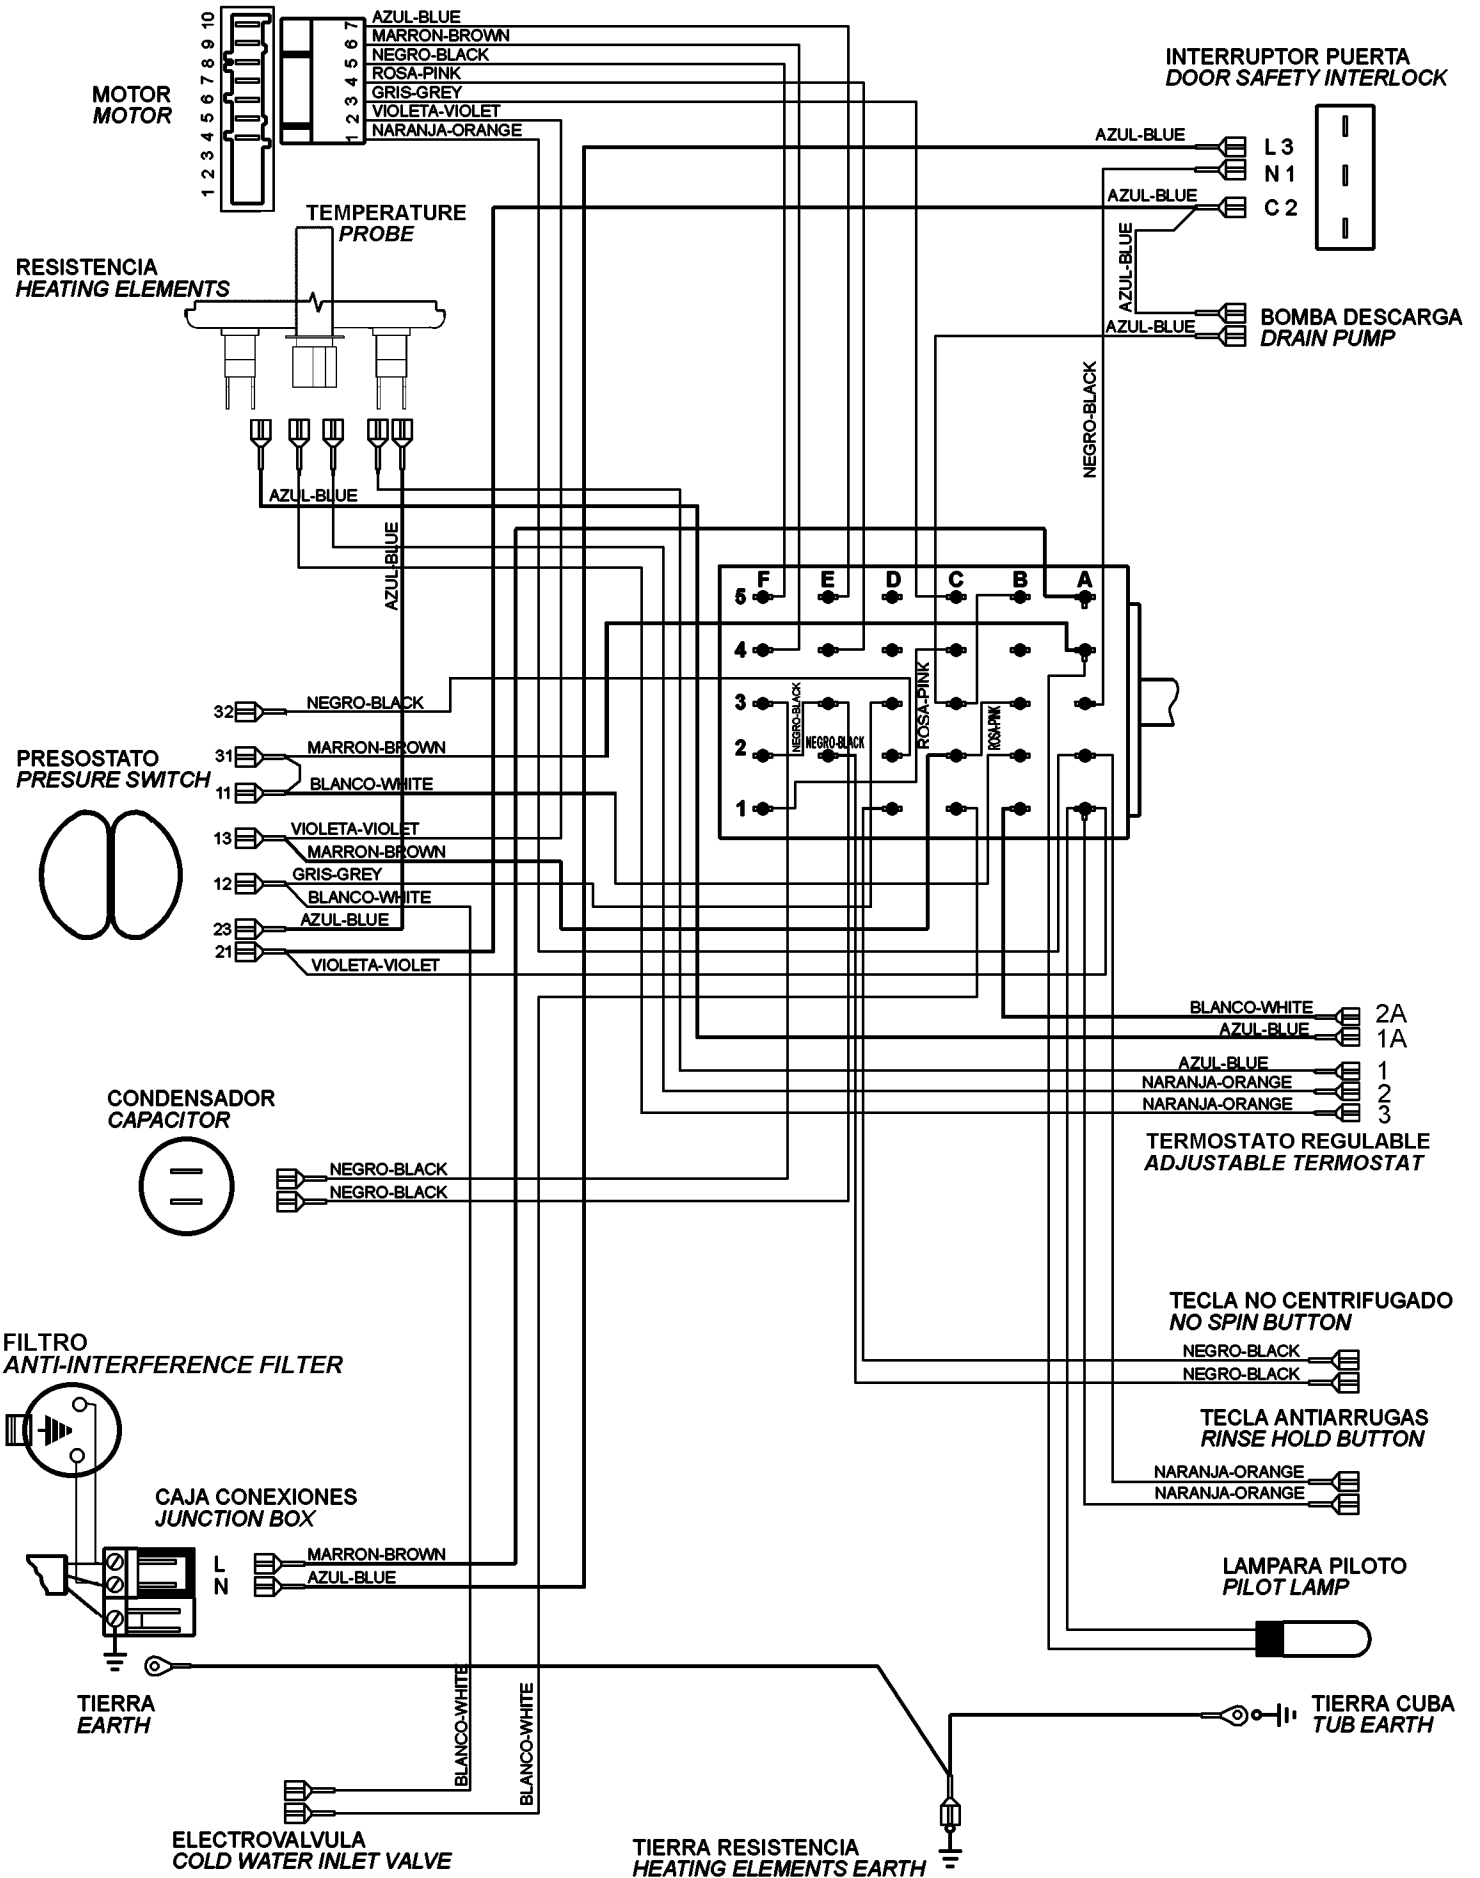 10
9
8
7
6
5
4
3
2
1
MOTOR
MOTOR
7
6
5
4
3
2
1
AZUL-BLUE
MARRON-BROWN
NEGRO-BLACK
ROSA-PINK
GRIS-GREY
VIOLETA-VIOLET
NARANJA-ORANGE
INTERRUPTOR PUERTA
DOOR SAFETY INTERLOCK
AZUL-BLUE
L 3
N 1
AZUL-BLUE
C 2
AZUL-BLUE
AZUL-BLUE
BOMBA DESCARGA
DRAIN PUMP
NEGRO-BLACK
TEMPERATURE
PROBE
RESISTENCIA
HEATING ELEMENTS
AZUL-BLUE
AZUL-BLUE
F E D C B A
5
4
3
2
1
NEGRO-BLACK
NEGRO-BLACK
ROSA-PINK
ROSA-PINK
PRESOSTATO
PRESURE SWITCH
32
NEGRO-BLACK
31
MARRON-BROWN
11
BLANCO-WHITE
13
VIOLETA-VIOLET
MARRON-BROWN
12
GRIS-GREY
BLANCO-WHITE
23
AZUL-BLUE
21
VIOLETA-VIOLET
BLANCO-WHITE
2A
AZUL-BLUE
1A
AZUL-BLUE
1
NARANJA-ORANGE
2
NARANJA-ORANGE
3
TERMOSTATO REGULABLE
ADJUSTABLE TERMOSTAT
CONDENSADOR
CAPACITOR
NEGRO-BLACK
NEGRO-BLACK
TECLA NO CENTRIFUGADO
NO SPIN BUTTON
NEGRO-BLACK
NEGRO-BLACK
TECLA ANTIARRUGAS
RINSE HOLD BUTTON
NARANJA-ORANGE
NARANJA-ORANGE
FILTRO
ANTI-INTERFERENCE FILTER
CAJA CONEXIONES
JUNCTION BOX
L
MARRON-BROWN
N
AZUL-BLUE
LAMPARA PILOTO
PILOT LAMP
TIERRA
EARTH
BLANCO-WHITE
BLANCO-WHITE
TIERRA CUBA
TUB EARTH
ELECTROVALVULA
COLD WATER INLET VALVE
TIERRA RESISTENCIA
HEATING ELEMENTS EARTH